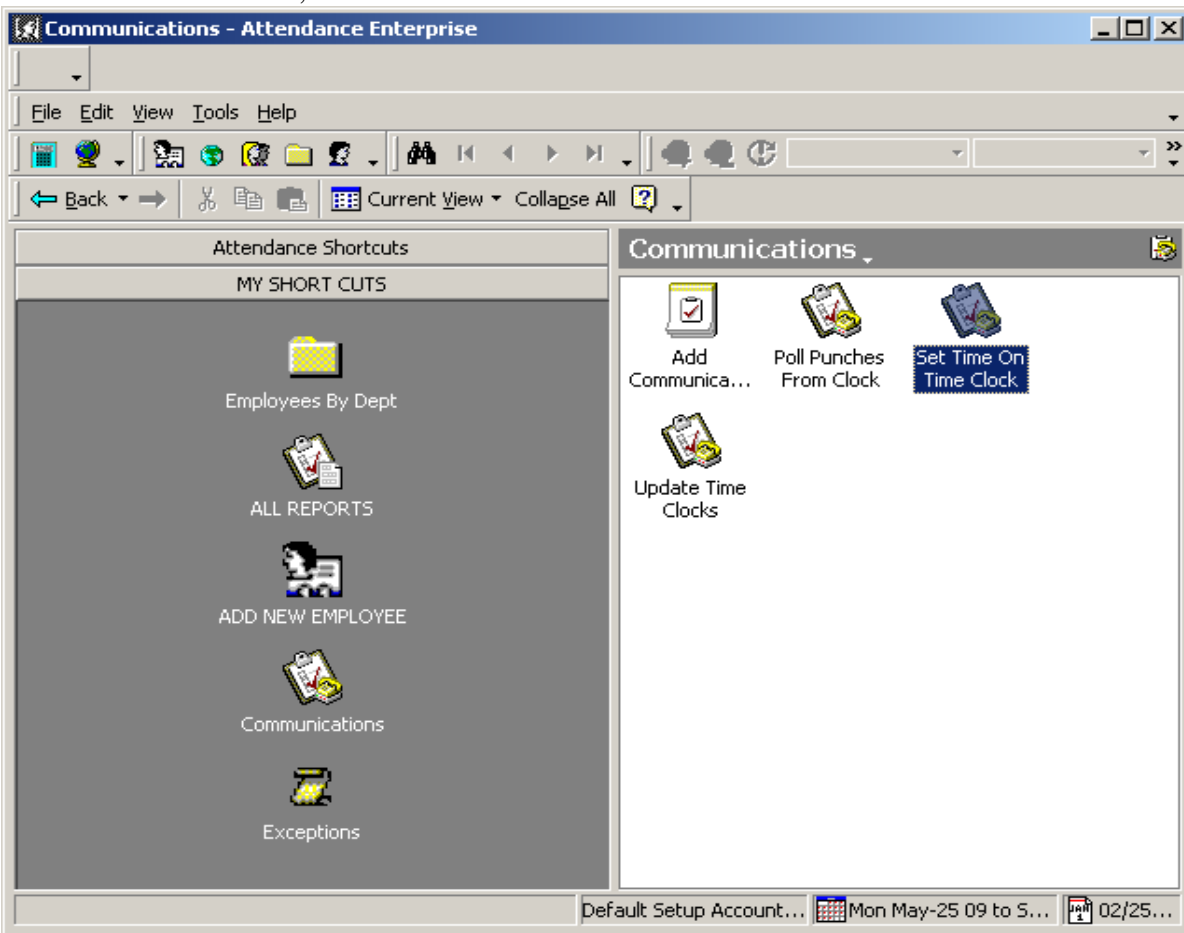 Communications - Attendance Enterprise
File Edit View Tools Help
Back Current View Collapse All
Attendance Shortcuts
MY SHORT CUTS
Employees By Dept
ALL REPORTS
ADD NEW EMPLOYEE
Communications
Exceptions
Communications
Add
Communica...
Poll Punches
From Clock
Set Time On
Time Clock
Update Time
Clocks
Default Setup Account... Mon May-25 09 to S... 02/25...